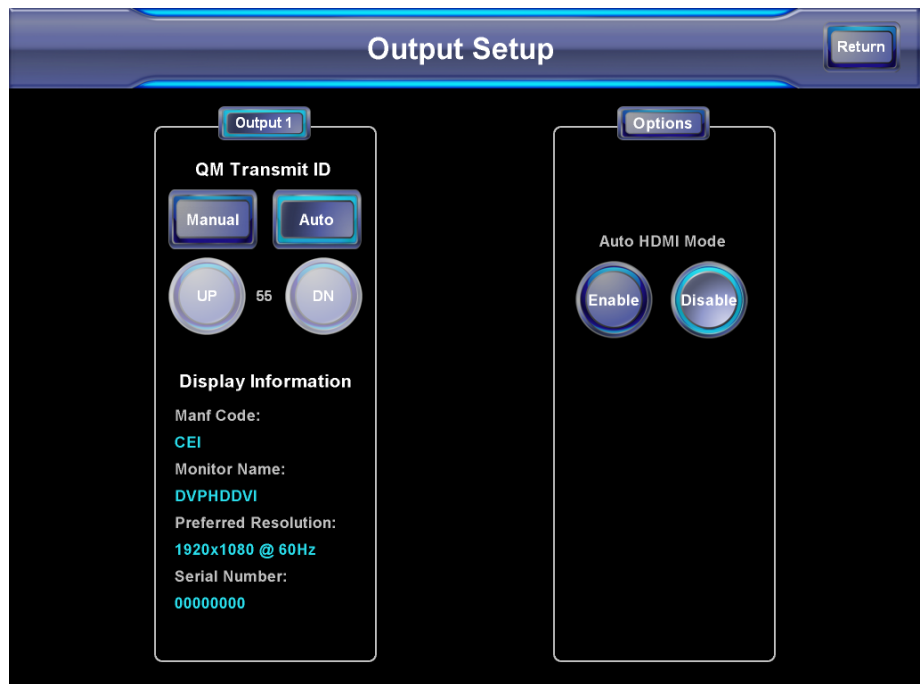 Output Setup
Return
Output 1
QM Transmit ID
Manual Auto
UP 55 DN
Display Information
Manf Code:
CEI
Monitor Name:
DVPHDDVI
Preferred Resolution:
1920x1080 @ 60Hz
Serial Number:
00000000
Options
Auto HDMI Mode
Enable Disable